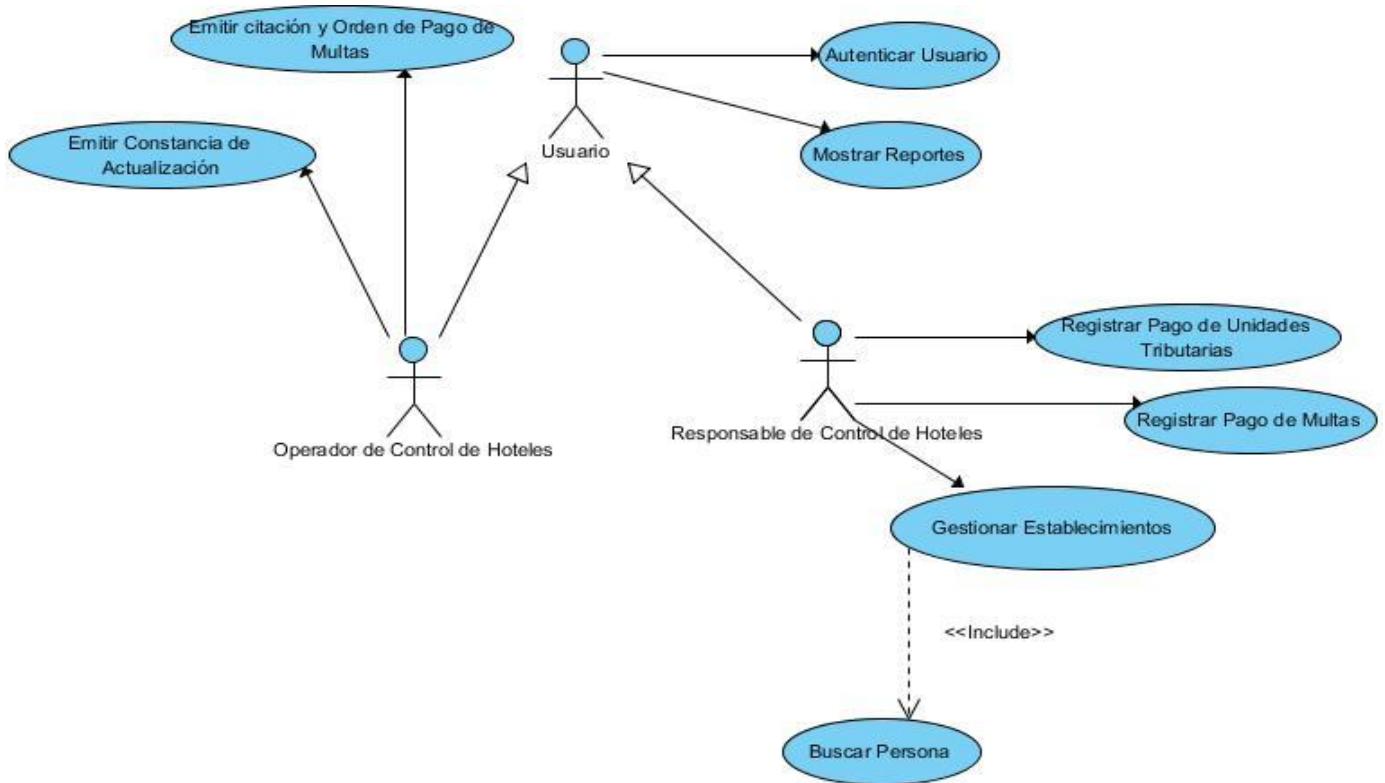 Emitir citación y Orden de Pago de
Multas
Autenticar Usuario
Emitir Constancia de
Actualización
Usuario
Mostrar Reportes
Registrar Pago de Unidades
Tributarias
Registrar Pago de Multas
Operador de Control de Hoteles
Responsable de Control de Hoteles
Gestionar Establecimientos
<<Include>>
Buscar Persona